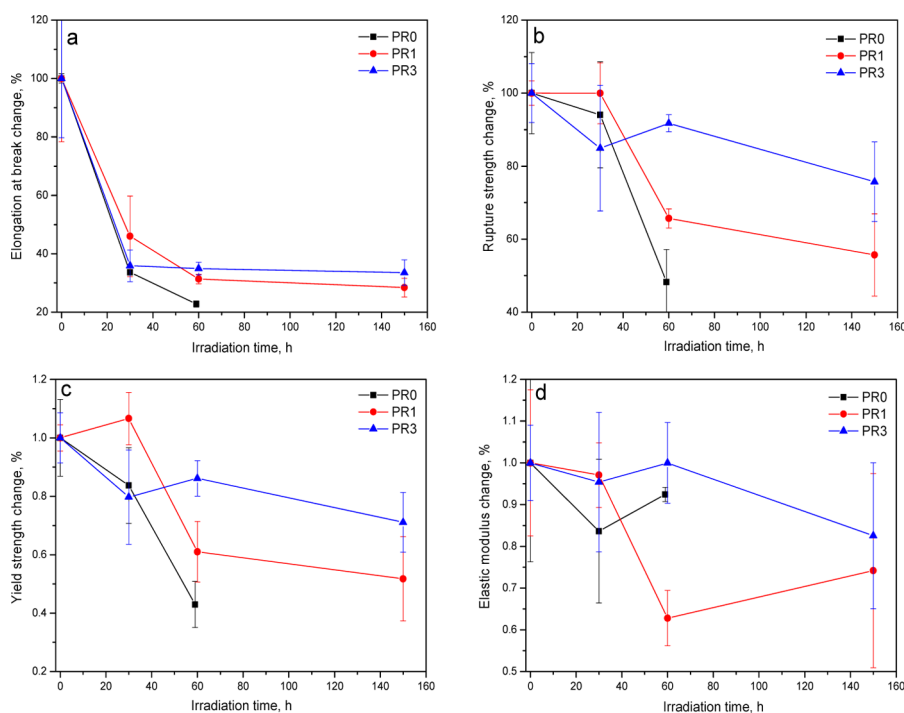 a
PR0
PR1
PR3
Elongation at break change, %
120
100
80
60
40
20
0 20 40 60 80 100 120 140 160
Irradiation time, h
b
PR0
PR1
PR3
Rupture strength change, %
120
100
80
60
40
0 20 40 60 80 100 120 140 160
Irradiation time, h
c
PR0
PR1
PR3
Yield strength change, %
1.2
1.0
0.8
0.6
0.4
0.2
0 20 40 60 80 100 120 140 160
Irradiation time, h
d
PR0
PR1
PR3
Elastic modulus change, %
1.2
1.1
1.0
0.9
0.8
0.7
0.6
0.5
0 20 40 60 80 100 120 140 160
Irradiation time, h